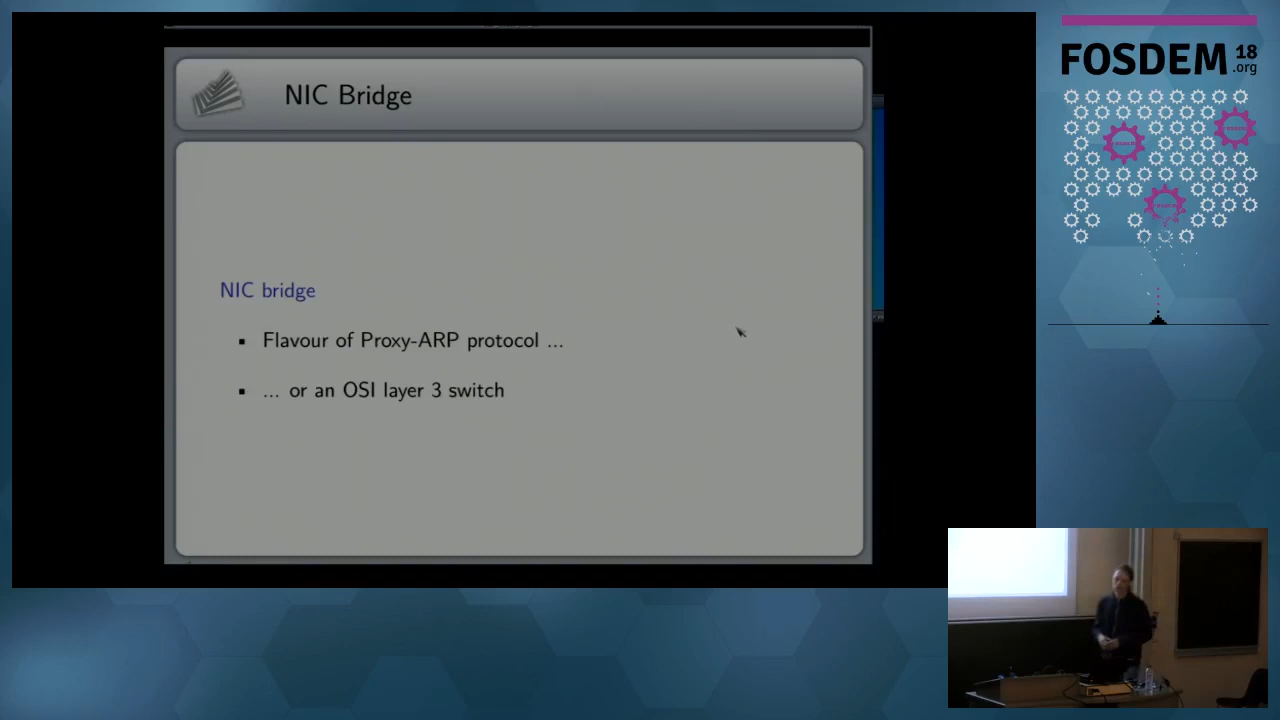 NIC Bridge
NIC bridge
Flavour of Proxy-ARP protocol ...
... or an OSI layer 3 switch
FOSDEM 18
.org